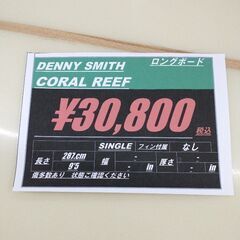 DENNY SMITH ロングボード
CORAL REEF
¥30,800 税込
SINGLE フィン付属 なし
長さ 287.cm 幅 - 厚さ -
9'5 - in - in
傷多数あり 状態ご確認ください